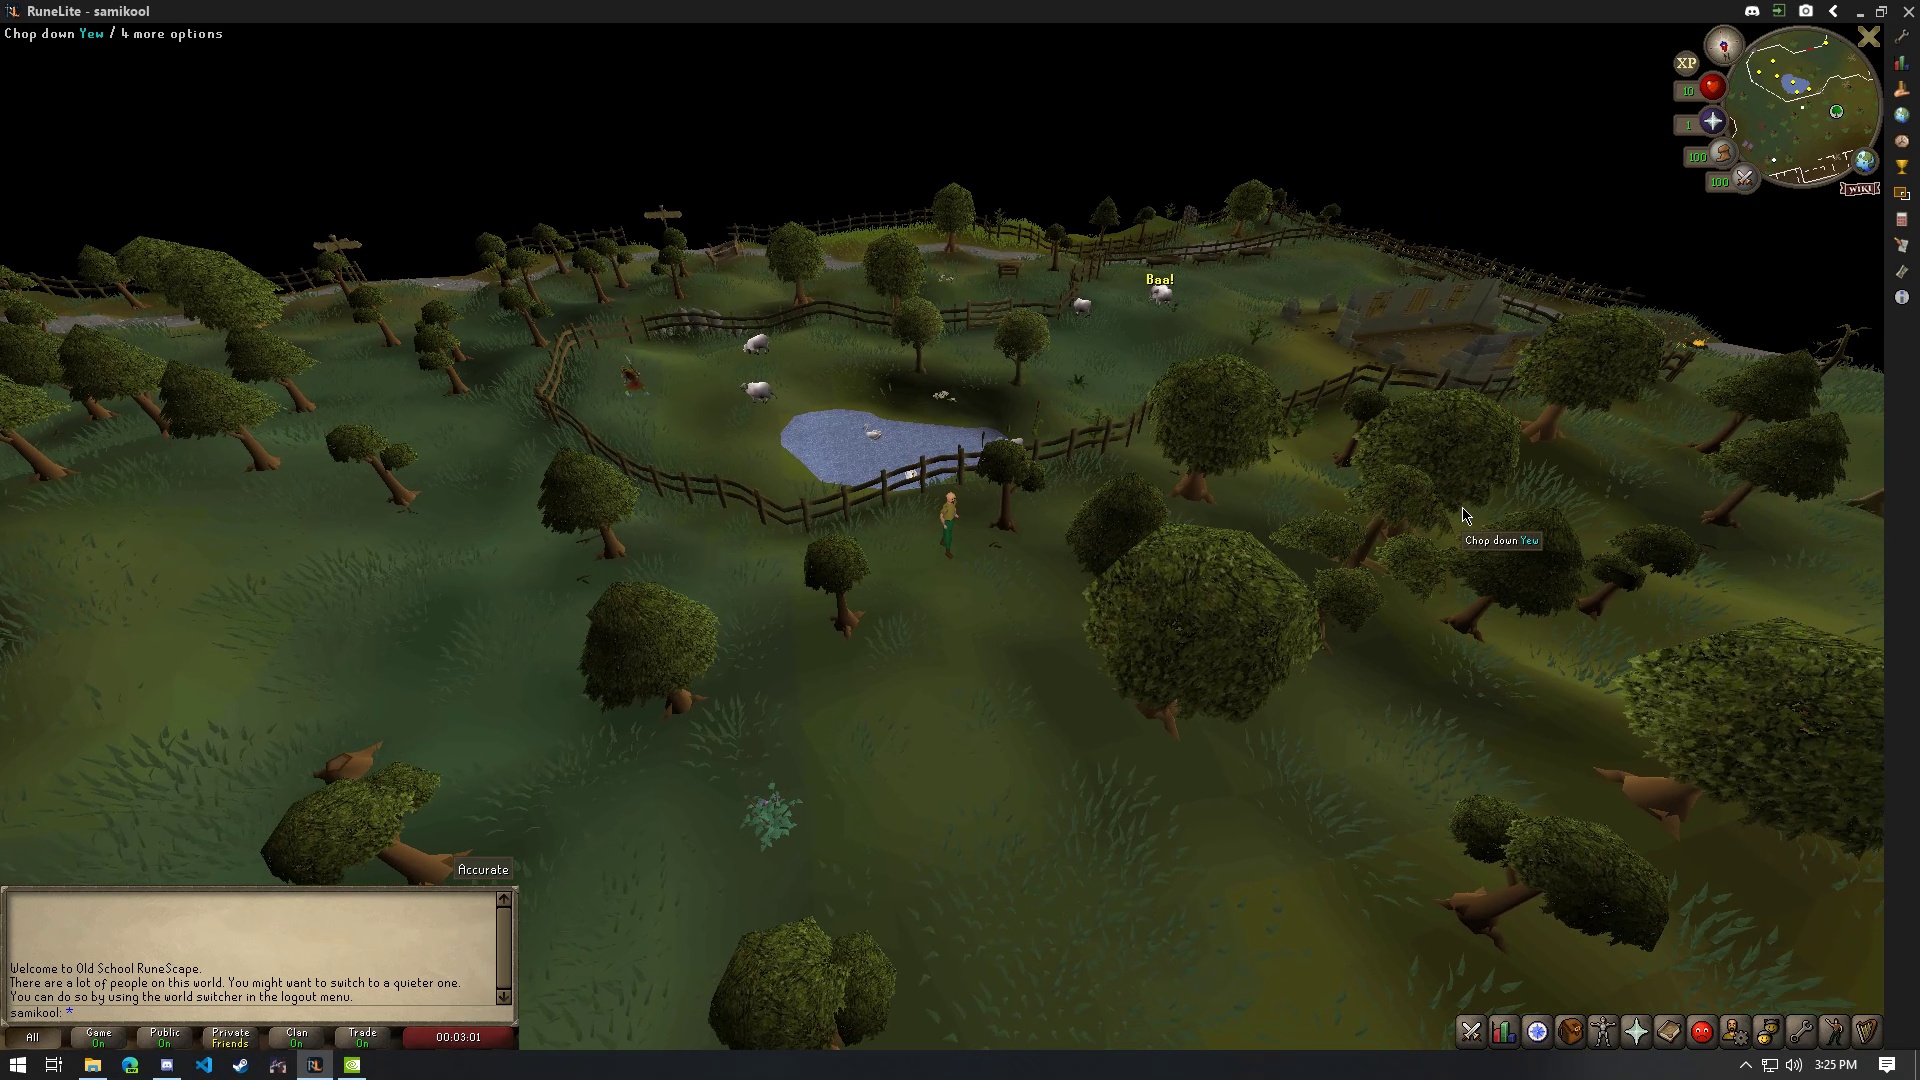 RuneLite - samikool
Chop down Yew / 4 more options
XP
10
1
100
100
WIKI
Baa!
Chop down Yew
Accurate
Welcome to Old School RuneScape.
There are a lot of people on this world. You might want to switch to a quieter one.
You can do so by using the world switcher in the logout menu.
samikool: *
All
Game
On
Public
On
Private
Friends
Clan
On
Trade
On
00:03:01
3:25 PM